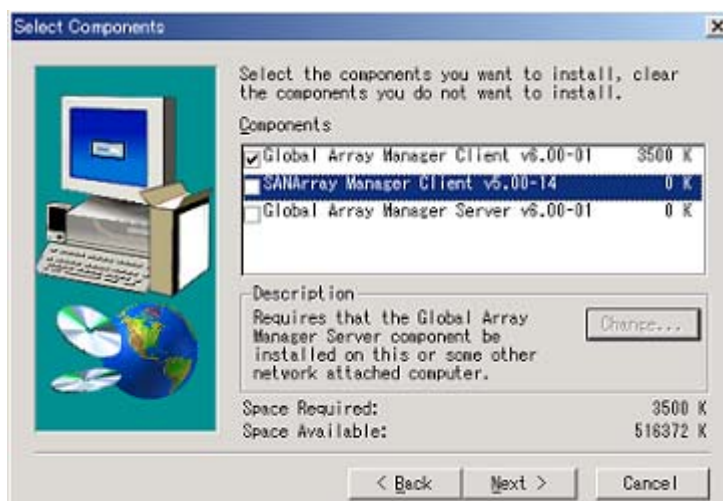 Select Components
Select the components you want to install, clear
the components you do not want to install.
Components
Global Array Manager Client v6.00-01 3500 K
SANArray Manager Client v5.00-14 0 K
Global Array Manager Server v6.00-01 0 K
Description
Requires that the Global Array
Manager Server component be
installed on this or some other
network attached computer.
Change...
Space Required: 3500 K
Space Available: 516372 K
< Back Next > Cancel